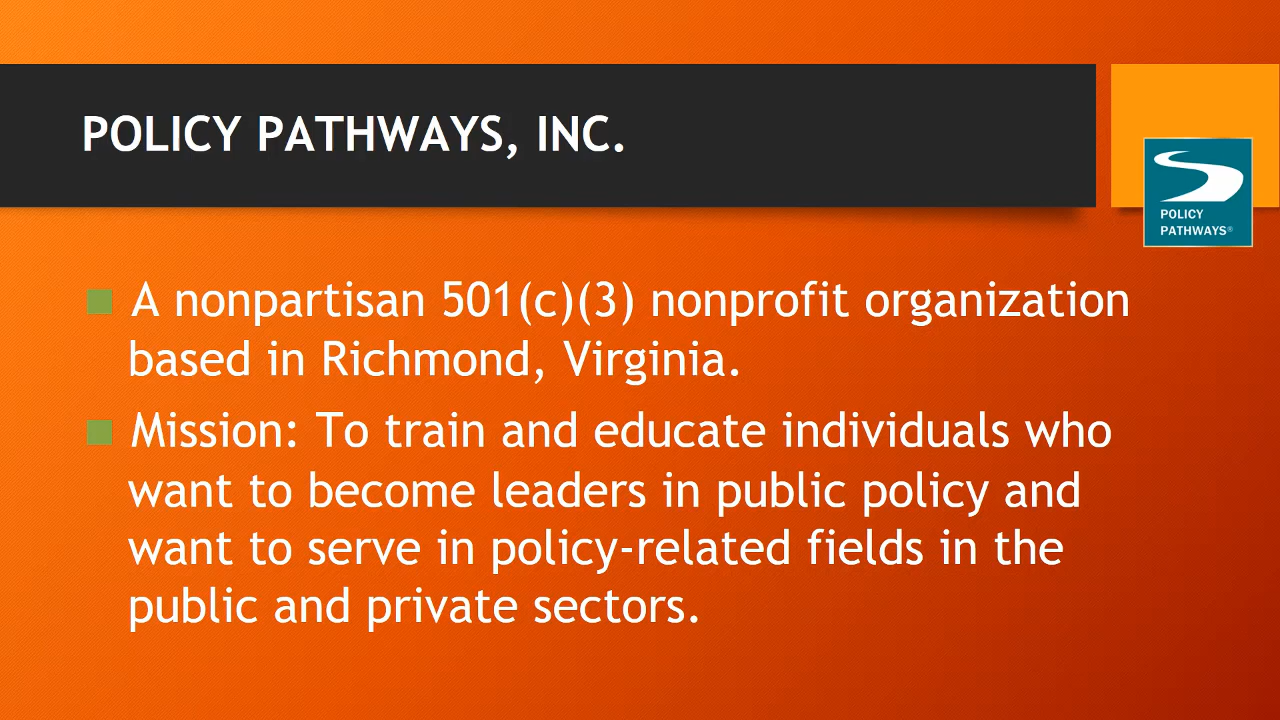 POLICY PATHWAYS, INC.
POLICY
PATHWAYS®
A nonpartisan 501(c)(3) nonprofit organization
based in Richmond, Virginia.
Mission: To train and educate individuals who
want to become leaders in public policy and
want to serve in policy-related fields in the
public and private sectors.